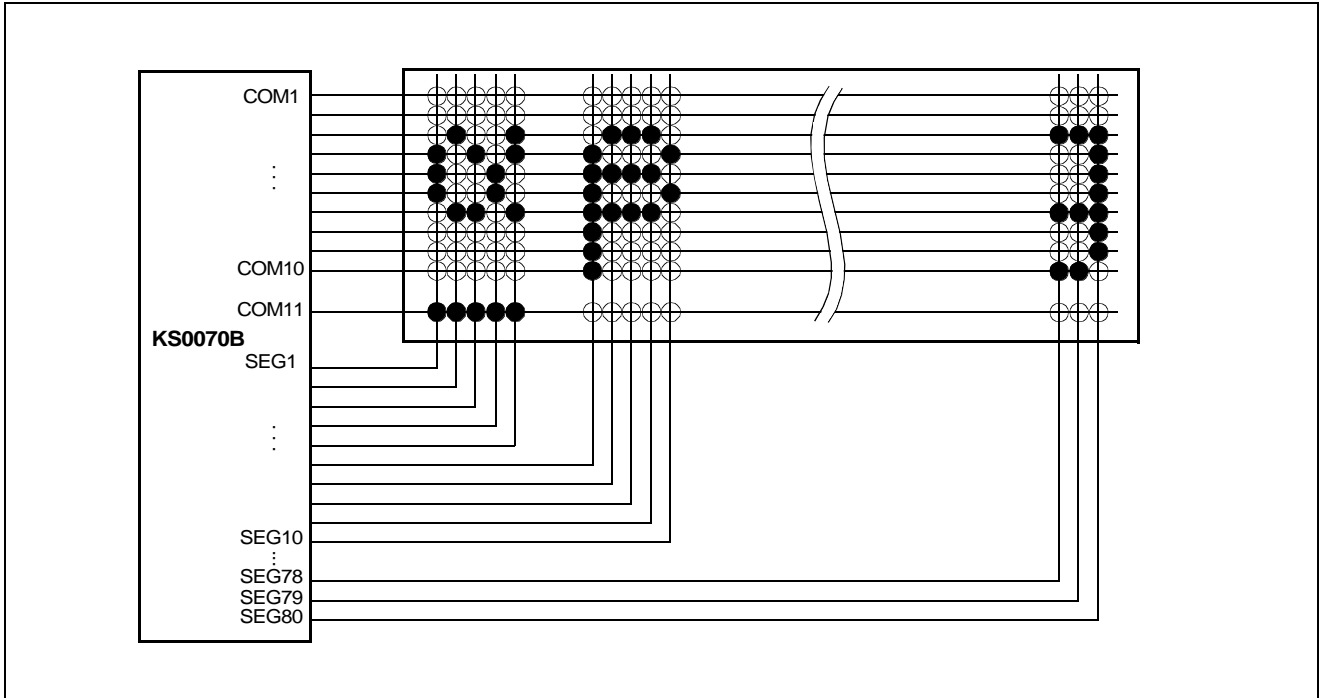 COM1
⋮
COM10
COM11
KS0070B
SEG1
⋮
SEG10
⋮
SEG78
SEG79
SEG80